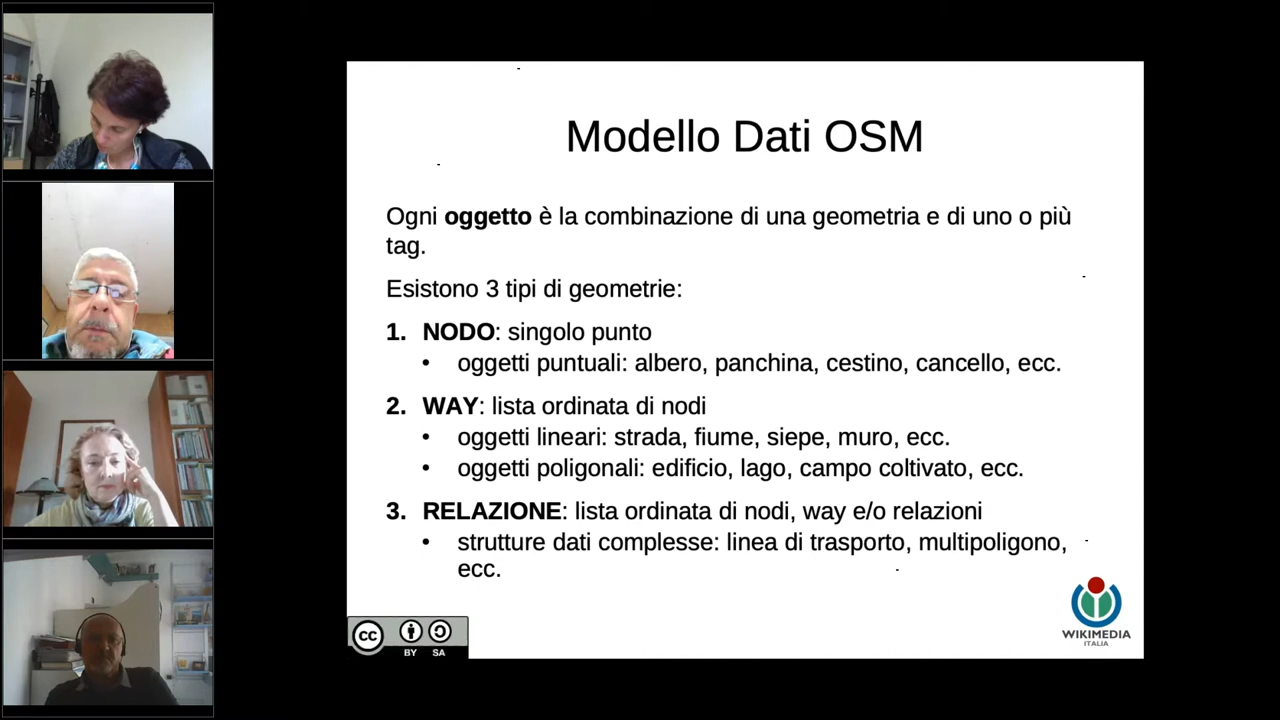 Modello Dati OSM
Ogni oggetto è la combinazione di una geometria e di uno o più
tag.
Esistono 3 tipi di geometrie:
1. NODO: singolo punto
• oggetti puntuali: albero, panchina, cestino, cancello, ecc.
2. WAY: lista ordinata di nodi
• oggetti lineari: strada, fiume, siepe, muro, ecc.
• oggetti poligonali: edificio, lago, campo coltivato, ecc.
3. RELAZIONE: lista ordinata di nodi, way e/o relazioni
• strutture dati complesse: linea di trasporto, multipoligono,
ecc.
cc
BY SA
WIKIMEDIA
ITALIA